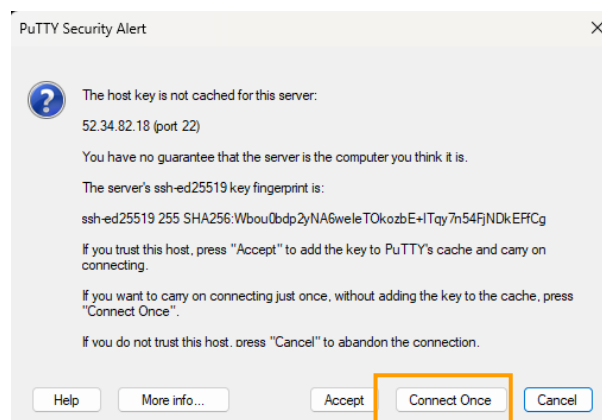 PuTTY Security Alert
The host key is not cached for this server:
52.34.82.18 (port 22)
You have no guarantee that the server is the computer you think it is.
The server's ssh-ed25519 key fingerprint is:
ssh-ed25519 255 SHA256:Wbou0bdp2yNA6weIeTOkozbE+ITqy7n54FjNDkEFfCg
If you trust this host, press "Accept" to add the key to PuTTY's cache and carry on
connecting.
If you want to carry on connecting just once, without adding the key to the cache, press
"Connect Once".
If you do not trust this host, press "Cancel" to abandon the connection.
Help More info... Accept Connect Once Cancel